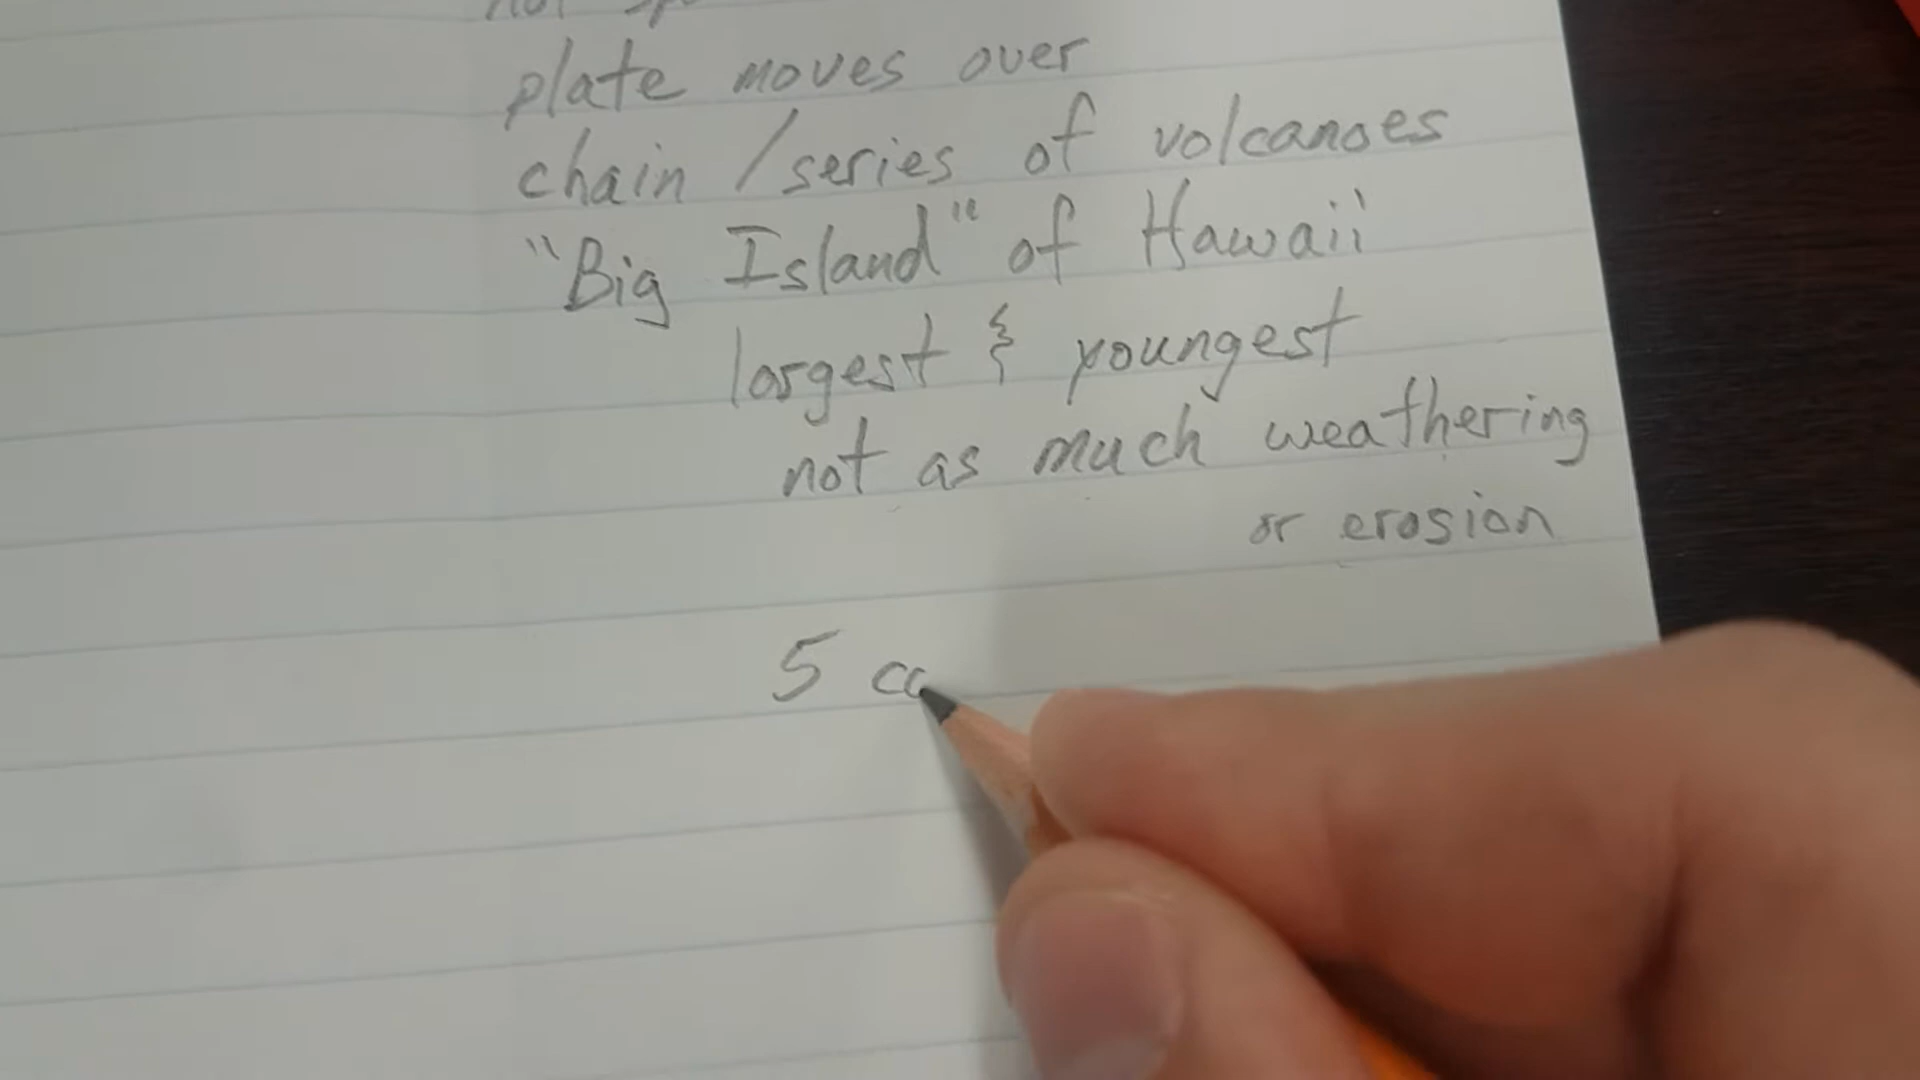 plate moves over
chain / series of volcanoes
"Big Island" of Hawaii
largest & youngest
not as much weathering
or erosion
5